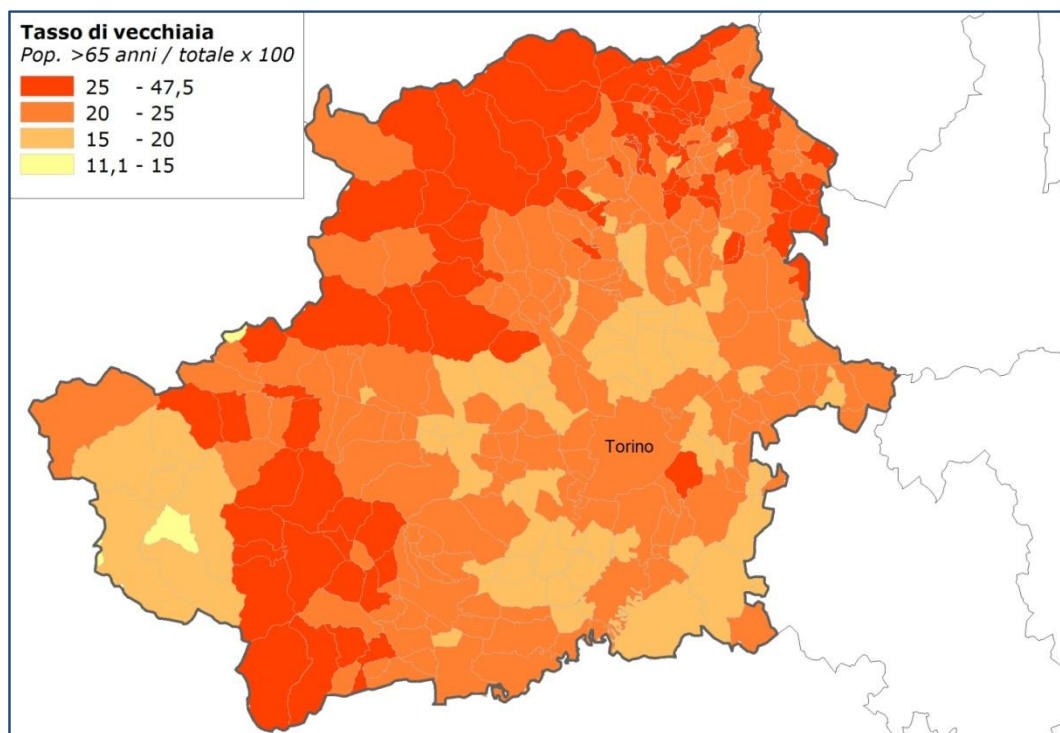 Tasso di vecchiaia
Pop. >65 anni / totale x 100
25 - 47,5
20 - 25
15 - 20
11,1 - 15
Torino